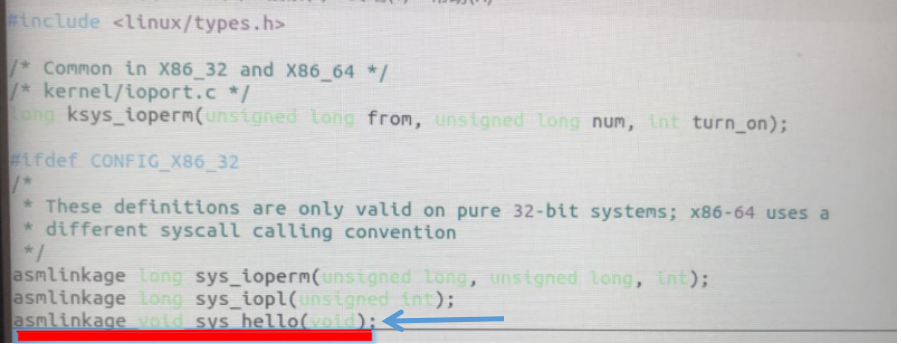 #include <linux/types.h>
/* Common in X86_32 and X86_64 */
/* kernel/ioport.c */
long ksys_ioperm(unsigned long from, unsigned long num, int turn_on);
#ifdef CONFIG_X86_32
/*
* These definitions are only valid on pure 32-bit systems; x86-64 uses a
* different syscall calling convention
*/
asmlinkage long sys_ioperm(unsigned long, unsigned long, int);
asmlinkage long sys_iopl(unsigned int);
asmlinkage void sys_hello(void);